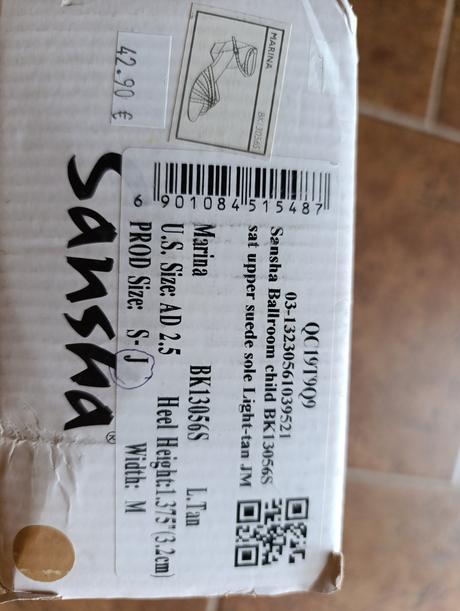 42.90 €
MARINA
BK 13056S
sansha®
6 901084 515487
QC19T9Q9
03-13230561039521
Sansha Ballroom child BK13056S
sat upper suede sole Light-tan JM
Marina BK13056S L.Tan
U.S. Size: AD 2.5 Heel Height:1.375"(3.2cm)
PROD Size: S- J Width: M